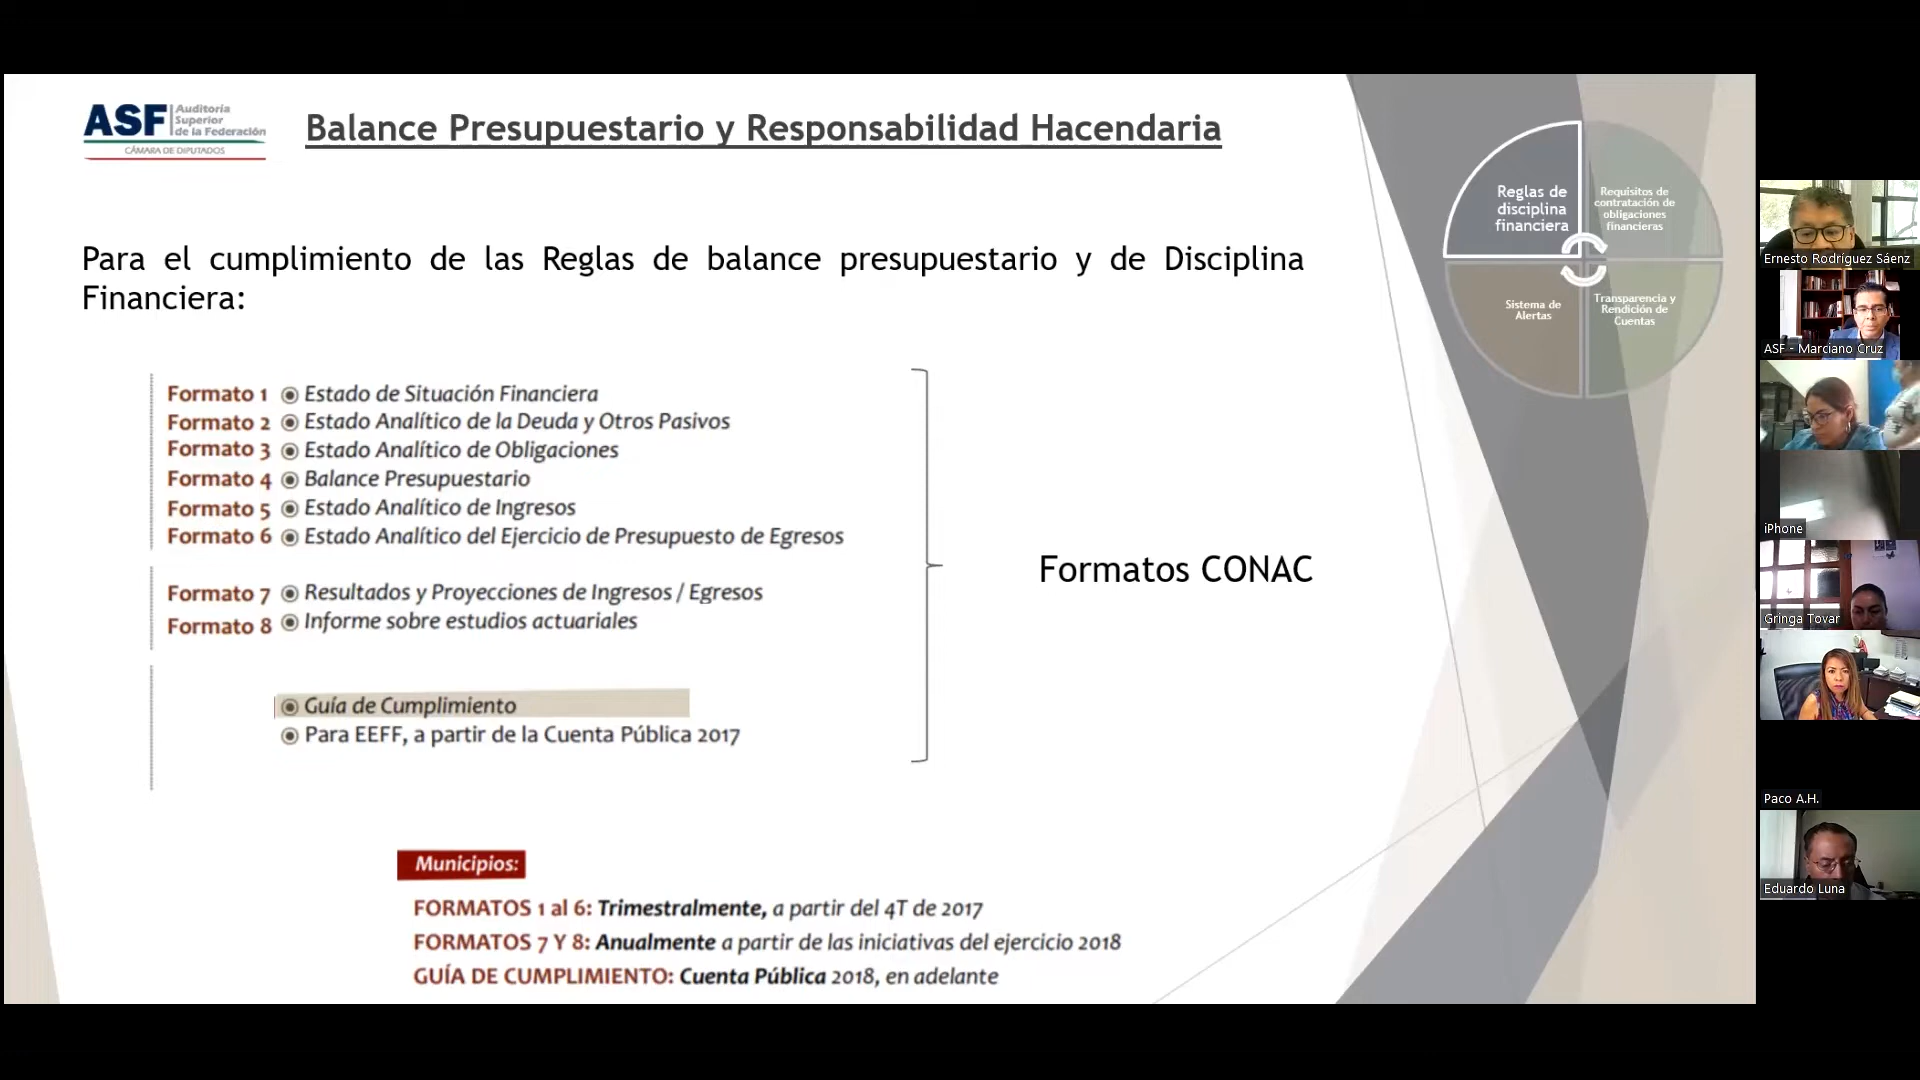 ASF Auditoría
Superior
de la Federación
CÁMARA DE DIPUTADOS
Balance Presupuestario y Responsabilidad Hacendaria
Reglas de
disciplina
financiera
Requisitos de
contratación de
obligaciones
financieras
Sistema de
Alertas
Transparencia y
Rendición de
Cuentas
Para el cumplimiento de las Reglas de balance presupuestario y de Disciplina
Financiera:
Formato 1 Estado de Situación Financiera
Formato 2 Estado Analítico de la Deuda y Otros Pasivos
Formato 3 Estado Analítico de Obligaciones
Formato 4 Balance Presupuestario
Formato 5 Estado Analítico de Ingresos
Formato 6 Estado Analítico del Ejercicio de Presupuesto de Egresos
Formato 7 Resultados y Proyecciones de Ingresos / Egresos
Formato 8 Informe sobre estudios actuariales
Guía de Cumplimiento
Para EEFF, a partir de la Cuenta Pública 2017
Formatos CONAC
Municipios:
FORMATOS 1 al 6: Trimestralmente, a partir del 4T de 2017
FORMATOS 7 Y 8: Anualmente a partir de las iniciativas del ejercicio 2018
GUÍA DE CUMPLIMIENTO: Cuenta Pública 2018, en adelante
Ernesto Rodríguez Sáenz
ASF - Marciano Cruz
iPhone
Gringa Tovar
Paco A.H.
Eduardo Luna